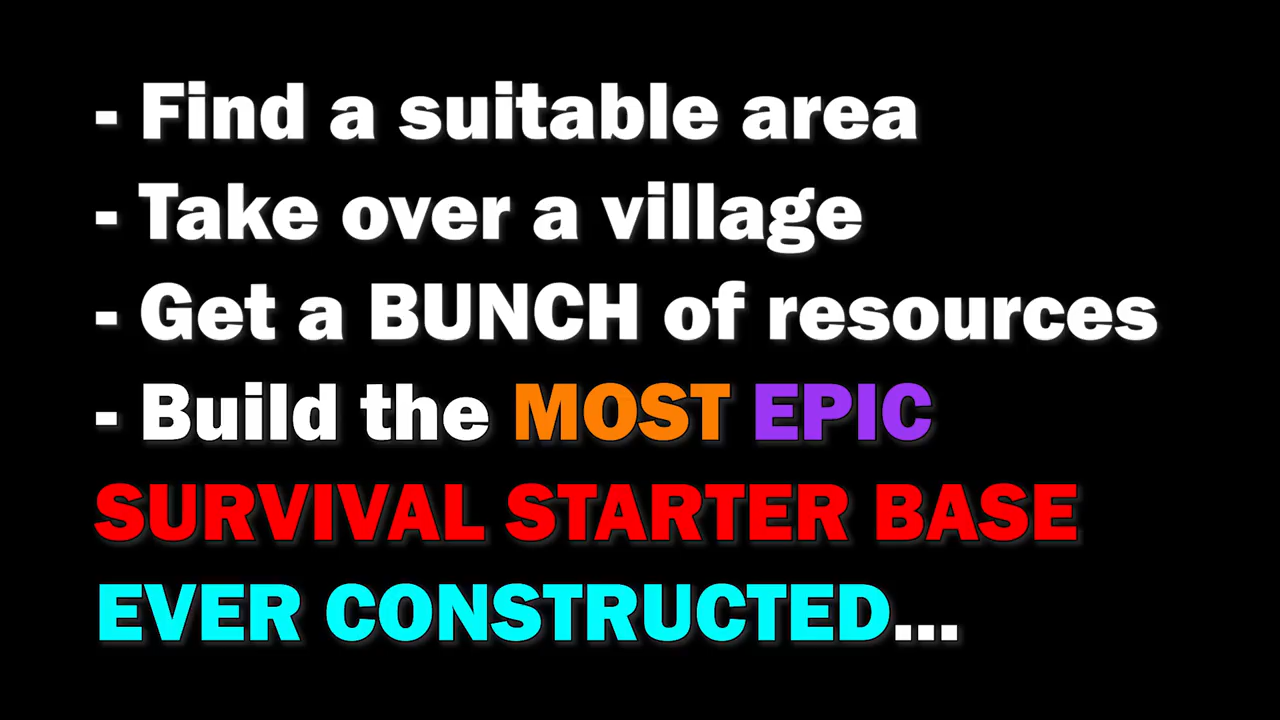 - Find a suitable area
- Take over a village
- Get a BUNCH of resources
- Build the MOST EPIC
SURVIVAL STARTER BASE
EVER CONSTRUCTED...